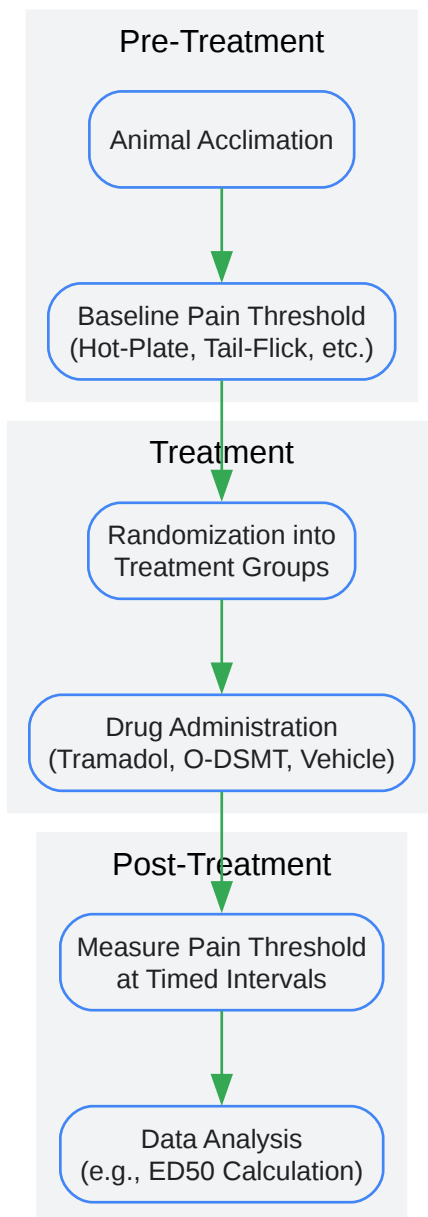 Pre-Treatment
Animal Acclimation
Baseline Pain Threshold
(Hot-Plate, Tail-Flick, etc.)
Treatment
Randomization into
Treatment Groups
Drug Administration
(Tramadol, O-DSMT, Vehicle)
Post-Treatment
Measure Pain Threshold
at Timed Intervals
Data Analysis
(e.g., ED50 Calculation)